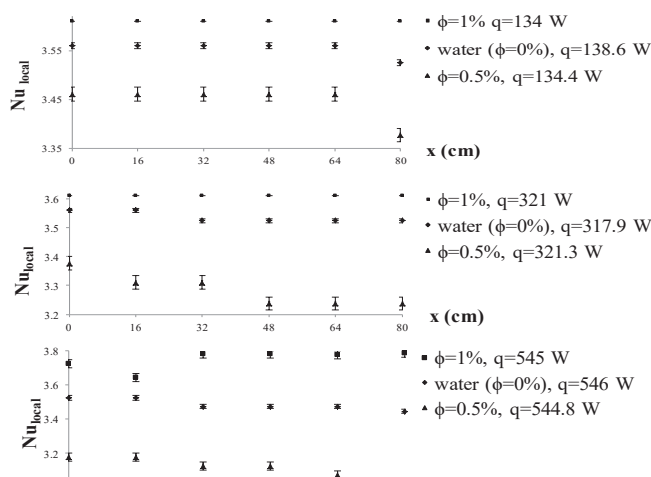 ϕ=1% q=134 W
water (ϕ=0%), q=138.6 W
ϕ=0.5%, q=134.4 W
Nu local
3.55
3.45
3.35
0 16 32 48 64 80
x (cm)
ϕ=1%, q=321 W
water (ϕ=0%), q=317.9 W
ϕ=0.5%, q=321.3 W
Nu local
3.6
3.5
3.4
3.3
3.2
0 16 32 48 64 80
x (cm)
ϕ=1%, q=545 W
water (ϕ=0%), q=546 W
ϕ=0.5%, q=544.8 W
Nu local
3.8
3.6
3.4
3.2